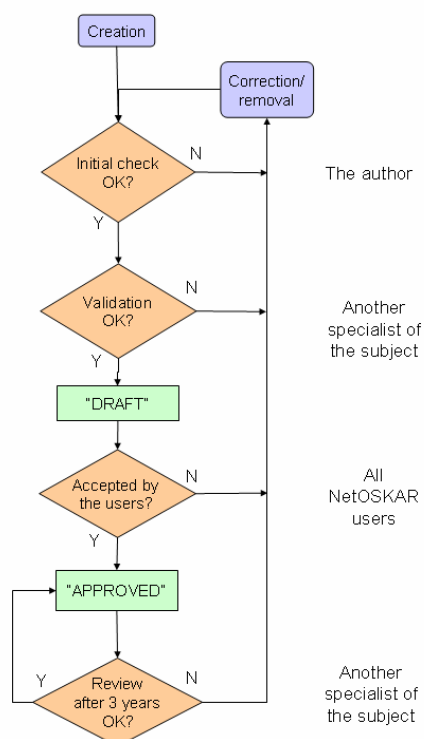 Creation
Correction/
removal
Initial check
OK?
N
Y
The author
Validation
OK?
N
Y
Another
specialist of
the subject
"DRAFT"
Accepted by
the users?
N
Y
All
NetOSKAR
users
"APPROVED"
Review
after 3 years
OK?
Y
N
Another
specialist of
the subject